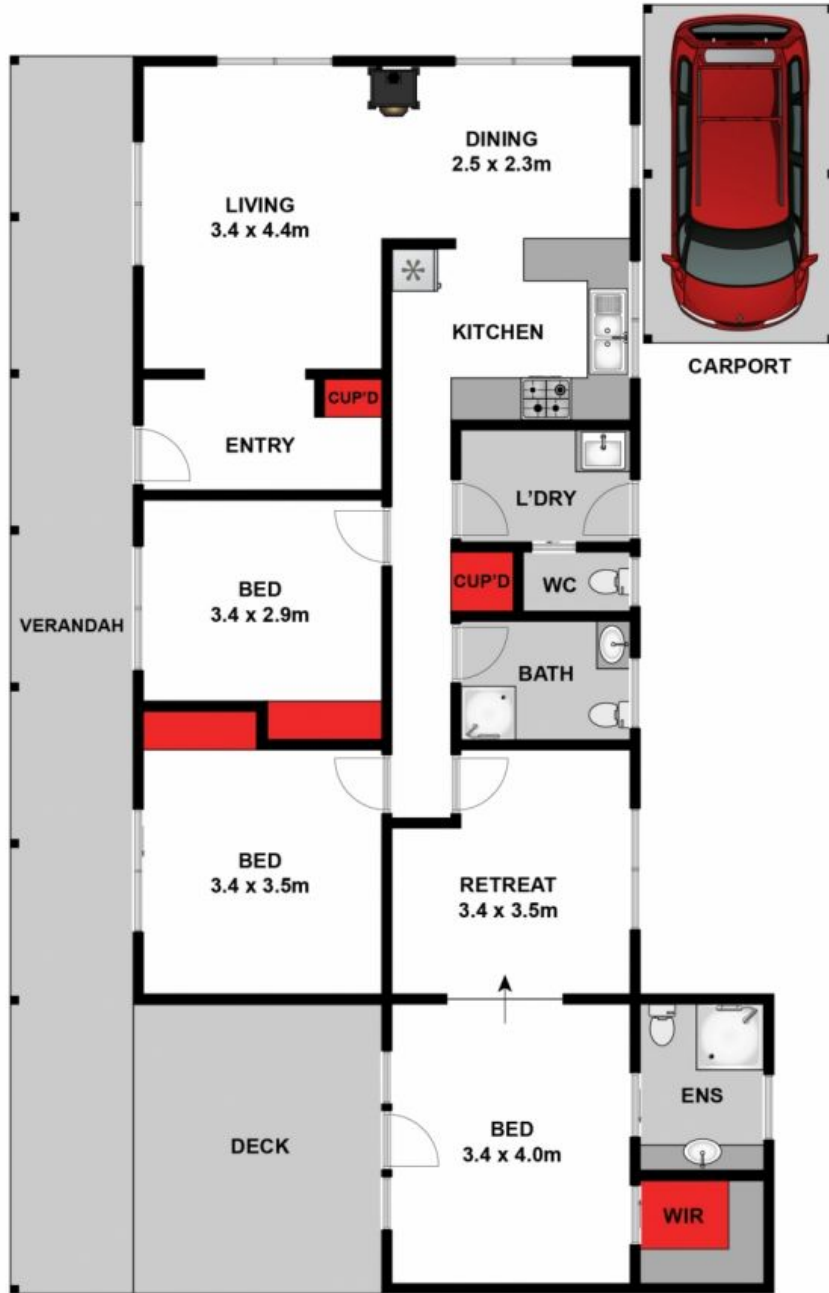 DINING
2.5 x 2.3m
LIVING
3.4 x 4.4m
KITCHEN
CARPORT
CUP'D
ENTRY
L'DRY
BED
3.4 x 2.9m
CUP'D
WC
VERANDAH
BATH
BED
3.4 x 3.5m
RETREAT
3.4 x 3.5m
ENS
BED
3.4 x 4.0m
DECK
WIR